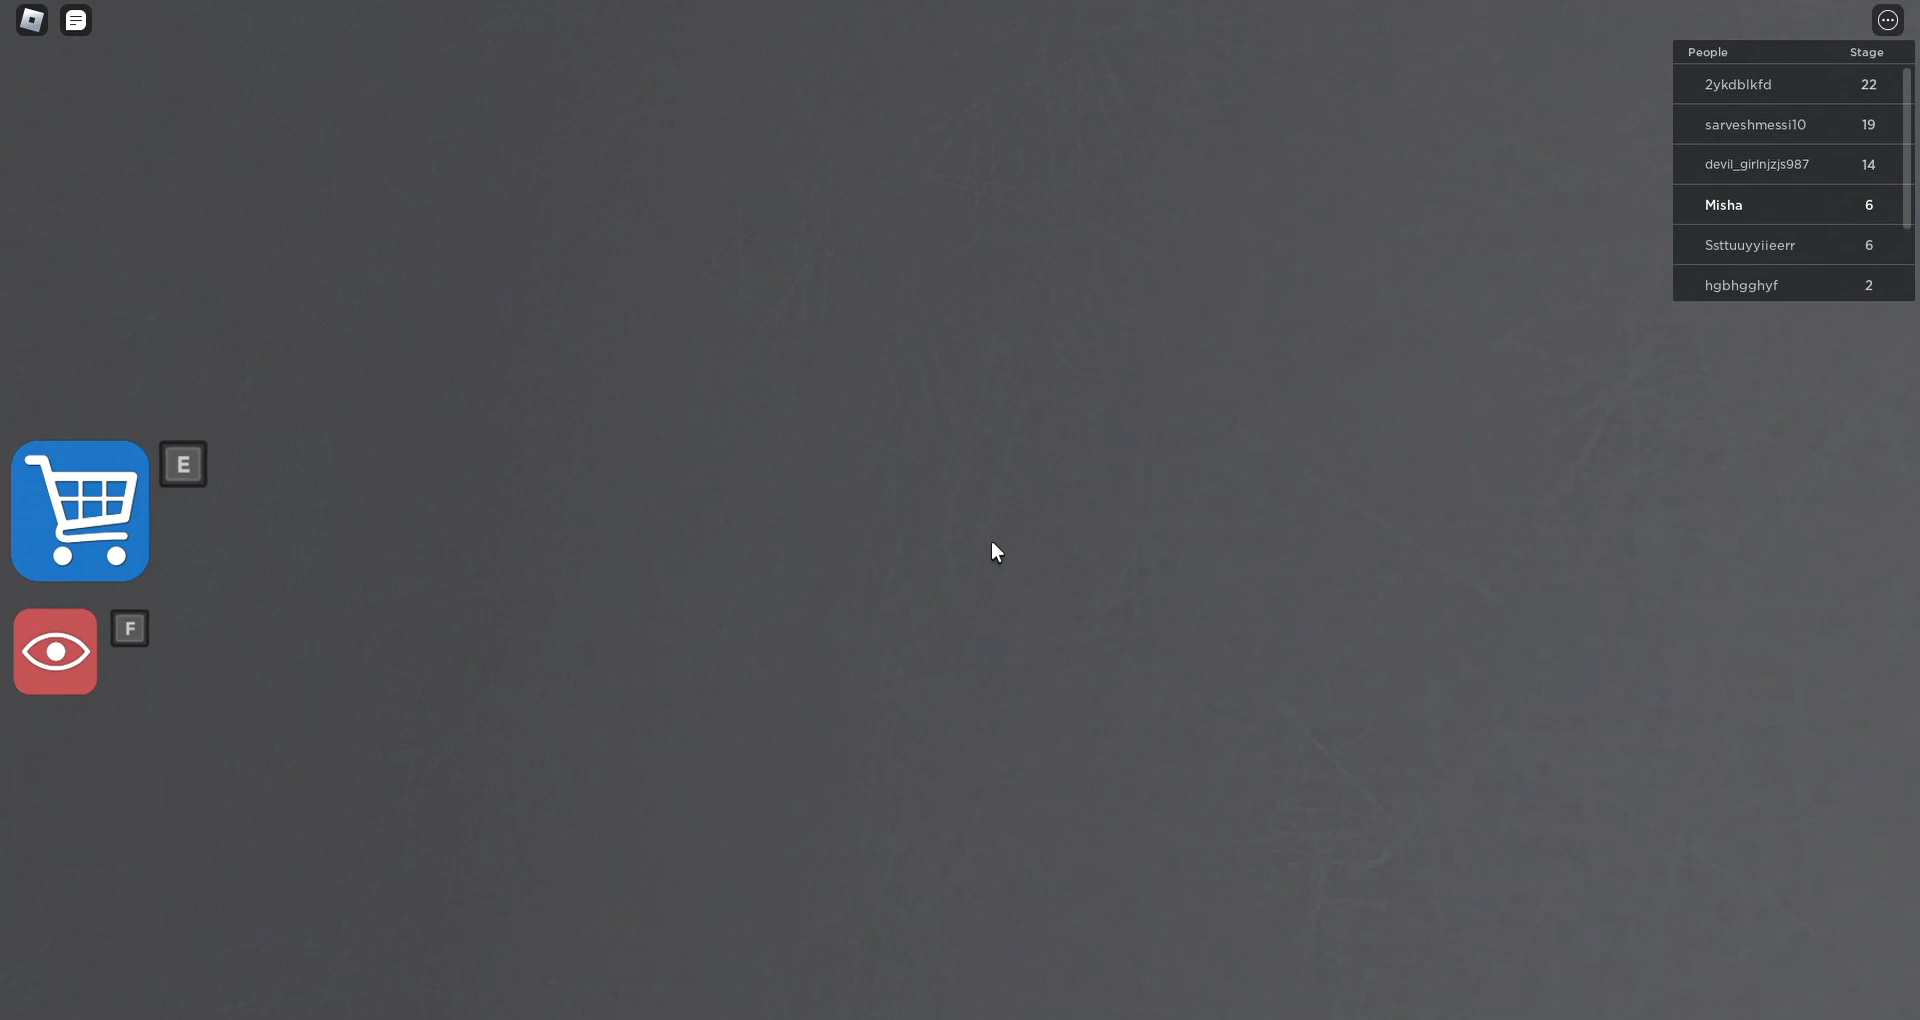 People Stage
2ykdblkfd 22
sarveshmessi10 19
devil_girlnjzjs987 14
Misha 6
Ssttuuyyiieerr 6
hgbhgghyf 2
E
F